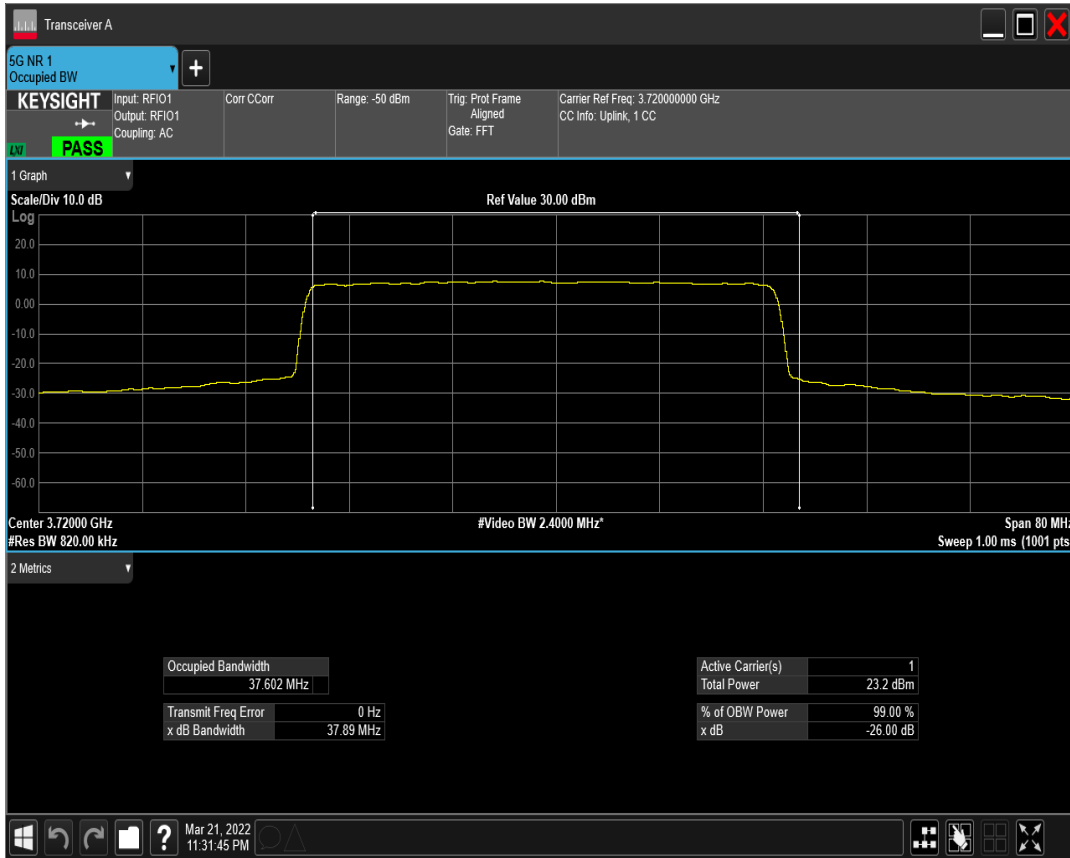 Transceiver A
5G NR 1
Occupied BW
KEYSIGHT
LXI
PASS
Input: RFIO1
Output: RFIO1
Coupling: AC
Corr CCorr
Range: -50 dBm
Trig: Prot Frame
Aligned
Gate: FFT
Carrier Ref Freq: 3.720000000 GHz
CC Info: Uplink, 1 CC
1 Graph
Scale/Div 10.0 dB
Ref Value 30.00 dBm
Log
20.0
10.0
0.00
-10.0
-20.0
-30.0
-40.0
-50.0
-60.0
Center 3.72000 GHz
#Video BW 2.4000 MHz*
Span 80 MHz
#Res BW 820.00 kHz
Sweep 1.00 ms (1001 pts
2 Metrics
Occupied Bandwidth
37.602 MHz
Transmit Freq Error 0 Hz
x dB Bandwidth 37.89 MHz
Active Carrier(s) 1
Total Power 23.2 dBm
% of OBW Power 99.00 %
x dB -26.00 dB
?
Mar 21, 2022
11:31:45 PM